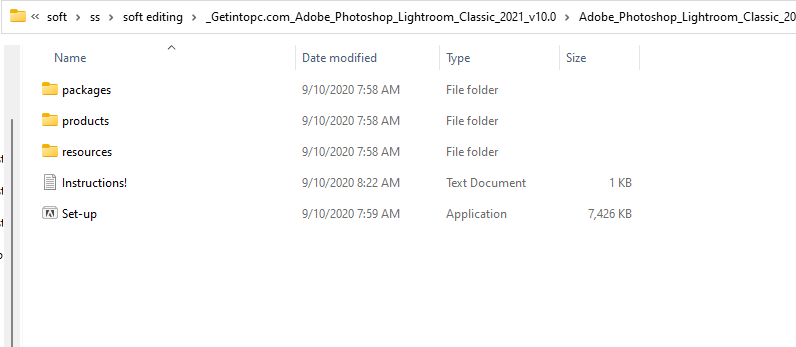 soft > ss > soft editing > _Getintopc.com_Adobe_Photoshop_Lightroom_Classic_2021_v10.0 > Adobe_Photoshop_Lightroom_Classic_20
Name Date modified Type Size
packages 9/10/2020 7:58 AM File folder
products 9/10/2020 7:58 AM File folder
resources 9/10/2020 7:58 AM File folder
Instructions! 9/10/2020 8:22 AM Text Document 1 KB
Set-up 9/10/2020 7:59 AM Application 7,426 KB